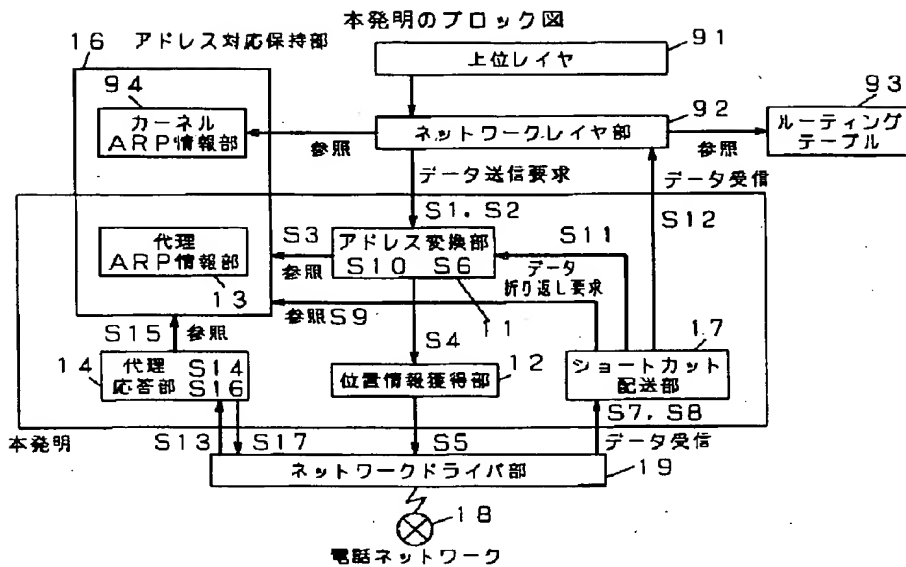 本発明のブロック図
16 アドレス対応保持部
91
上位レイヤ
94
カーネル
ARP情報部
参照
92
ネットワークレイヤ部
参照
93
ルーティング
テーブル
データ送信要求
データ受信
S1, S2
S12
代理
ARP情報部
13
S3
参照
アドレス変換部
S10 S6
11
S11
データ
折り返し要求
参照 S9
S15 参照
S4
17
14
代理
応答部
S14
S16
位置情報獲得部
12
ショートカット
配送部
S7, S8
本発明
S13
S17
S5
データ受信
ネットワークドライバ部
19
18
電話ネットワーク